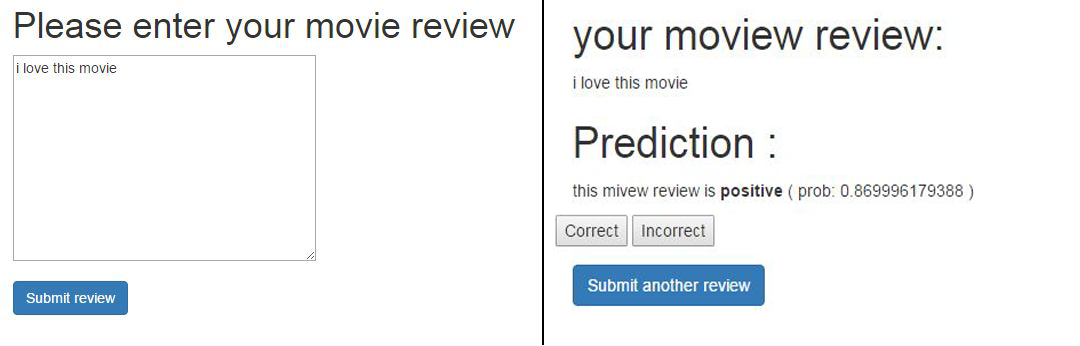 Please enter your movie review
i love this movie
Submit review
your moview review:
i love this movie
Prediction :
this mivew review is positive ( prob: 0.869996179388 )
Correct Incorrect
Submit another review